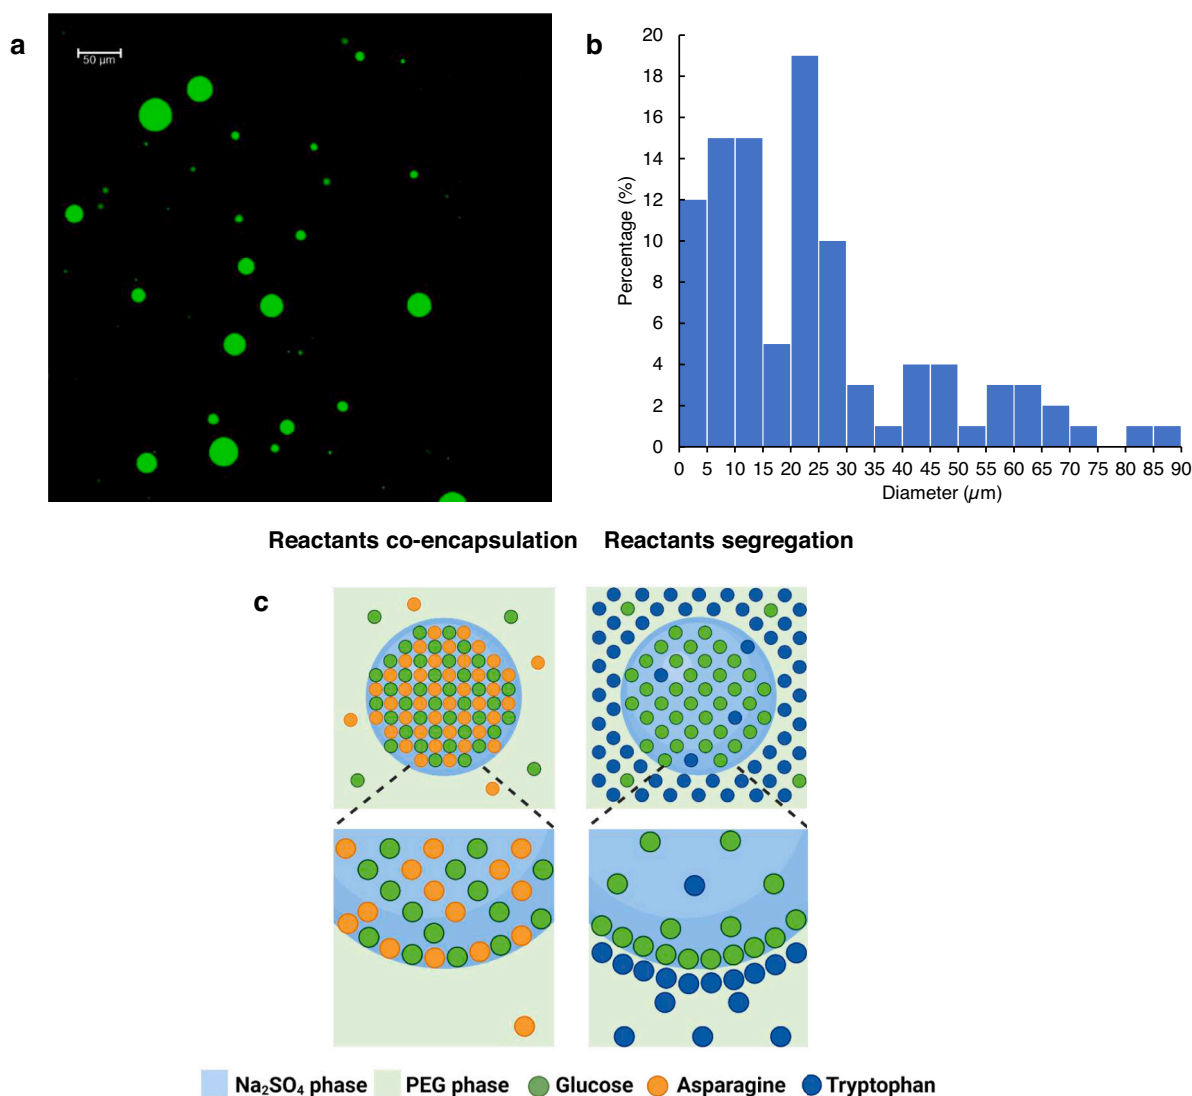 a
50 µm
b
20
18
16
14
12
10
8
6
4
2
0
Percentage (%)
0 5 10 15 20 25 30 35 40 45 50 55 60 65 70 75 80 85 90
Diameter (µm)
Reactants co-encapsulation Reactants segregation
c
Na₂SO₄ phase PEG phase Glucose Asparagine Tryptophan